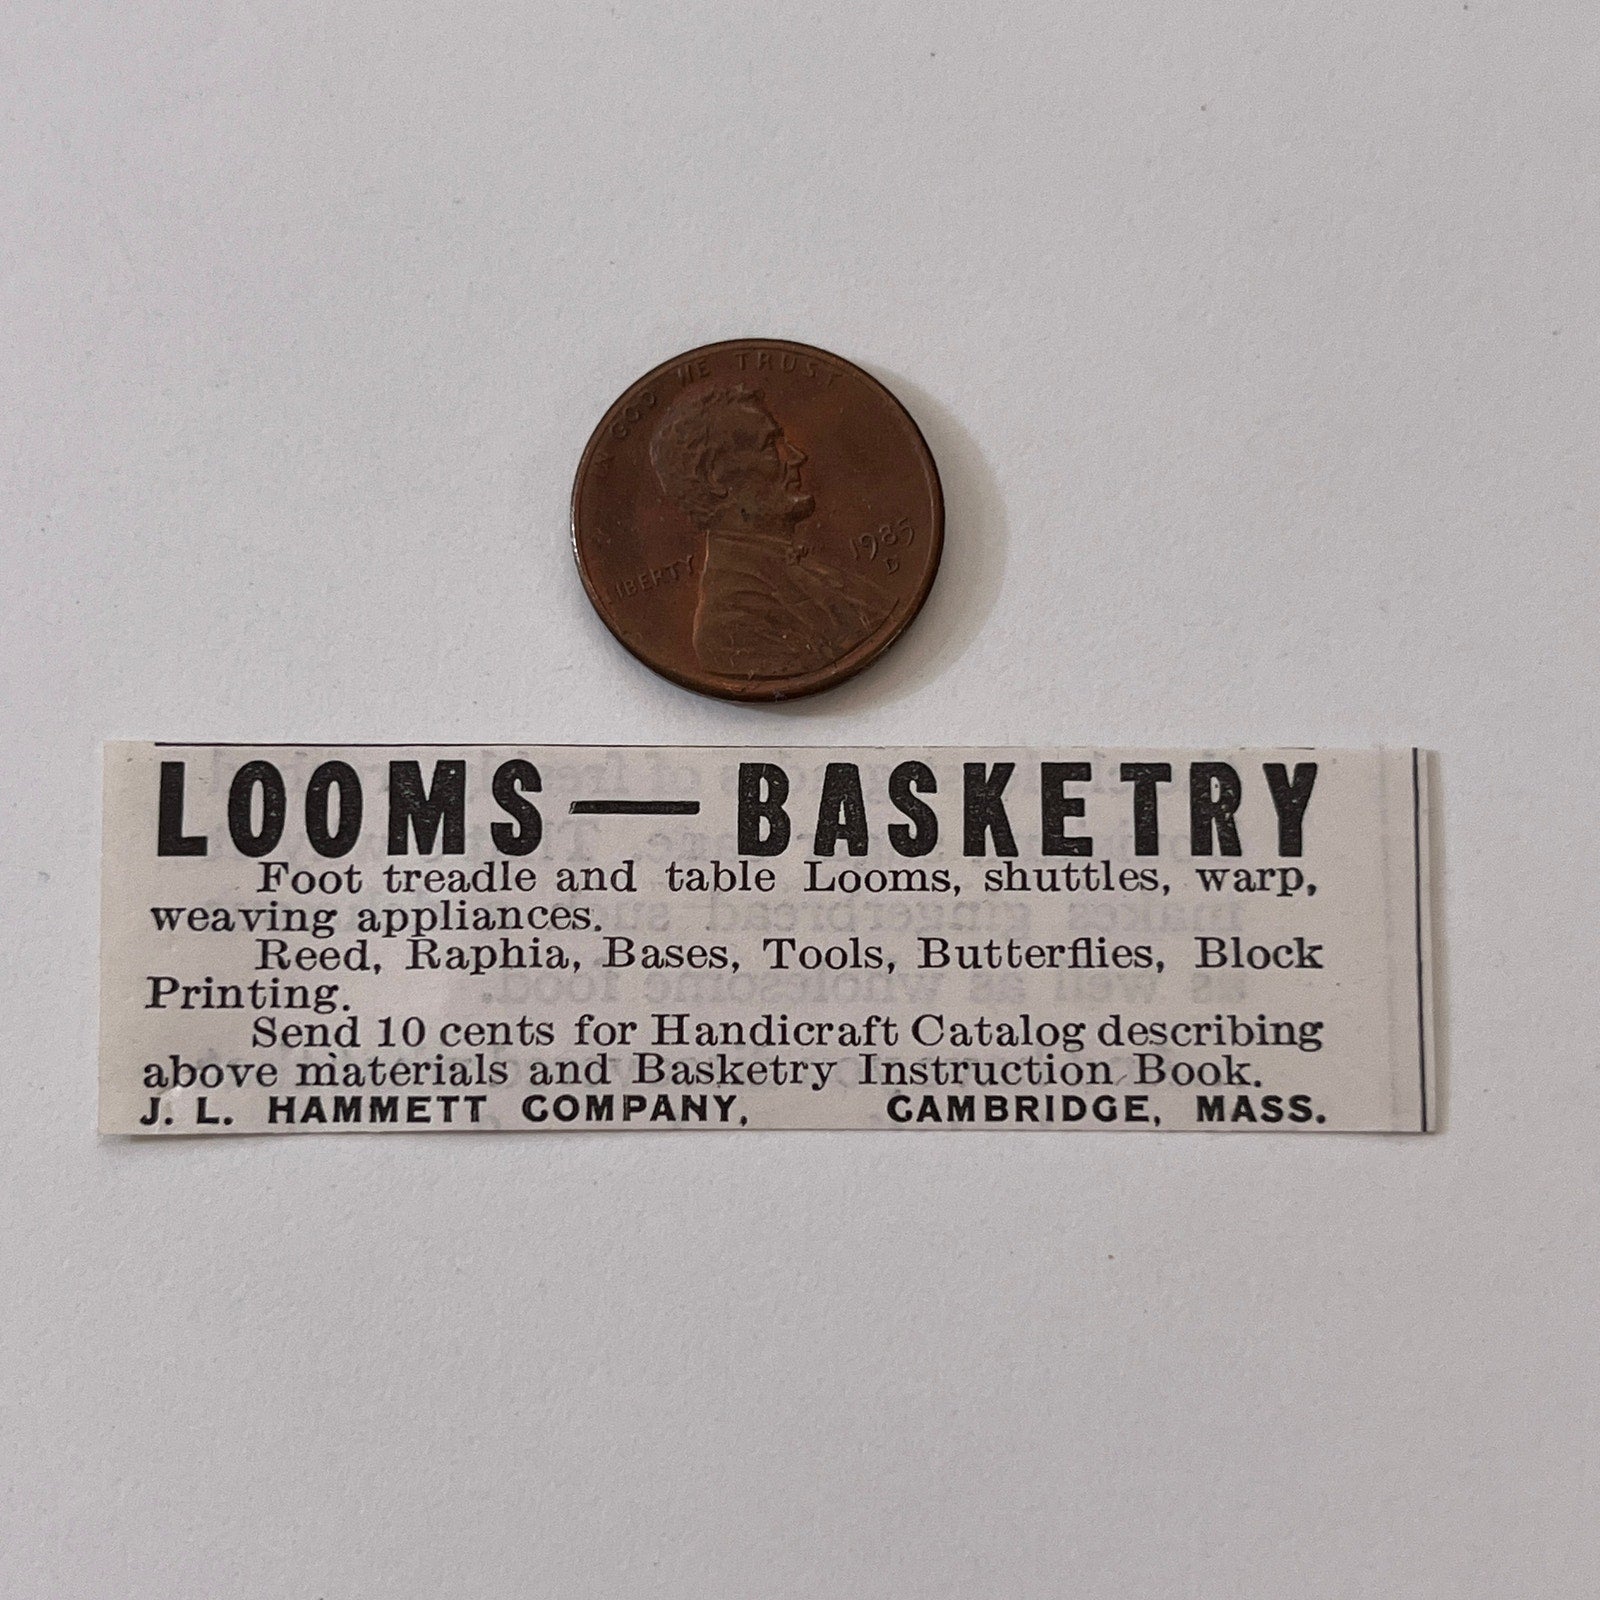 IN GOD WE TRUST
LIBERTY
1985
D
LOOMS—BASKETRY
Foot treadle and table Looms, shuttles, warp,
weaving appliances.
Reed, Raphia, Bases, Tools, Butterflies, Block
Printing.
Send 10 cents for Handicraft Catalog describing
above materials and Basketry Instruction Book.
J. L. HAMMETT COMPANY, CAMBRIDGE, MASS.